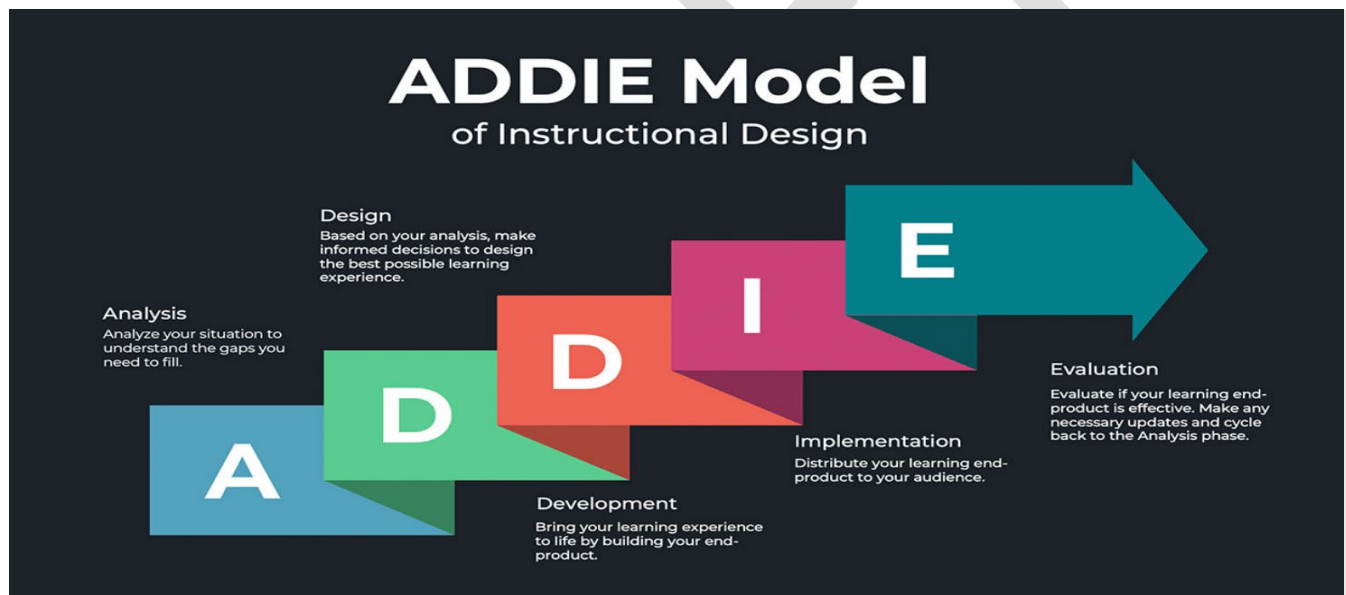 ADDIE Model
of Instructional Design
Design
Based on your analysis, make
informed decisions to design
the best possible learning
experience.
Analysis
Analyze your situation to
understand the gaps you
need to fill.
A
D
D
I
E
Development
Bring your learning experience
to life by building your end-
product.
Implementation
Distribute your learning end-
product to your audience.
Evaluation
Evaluate if your learning end-
product is effective. Make any
necessary updates and cycle
back to the Analysis phase.